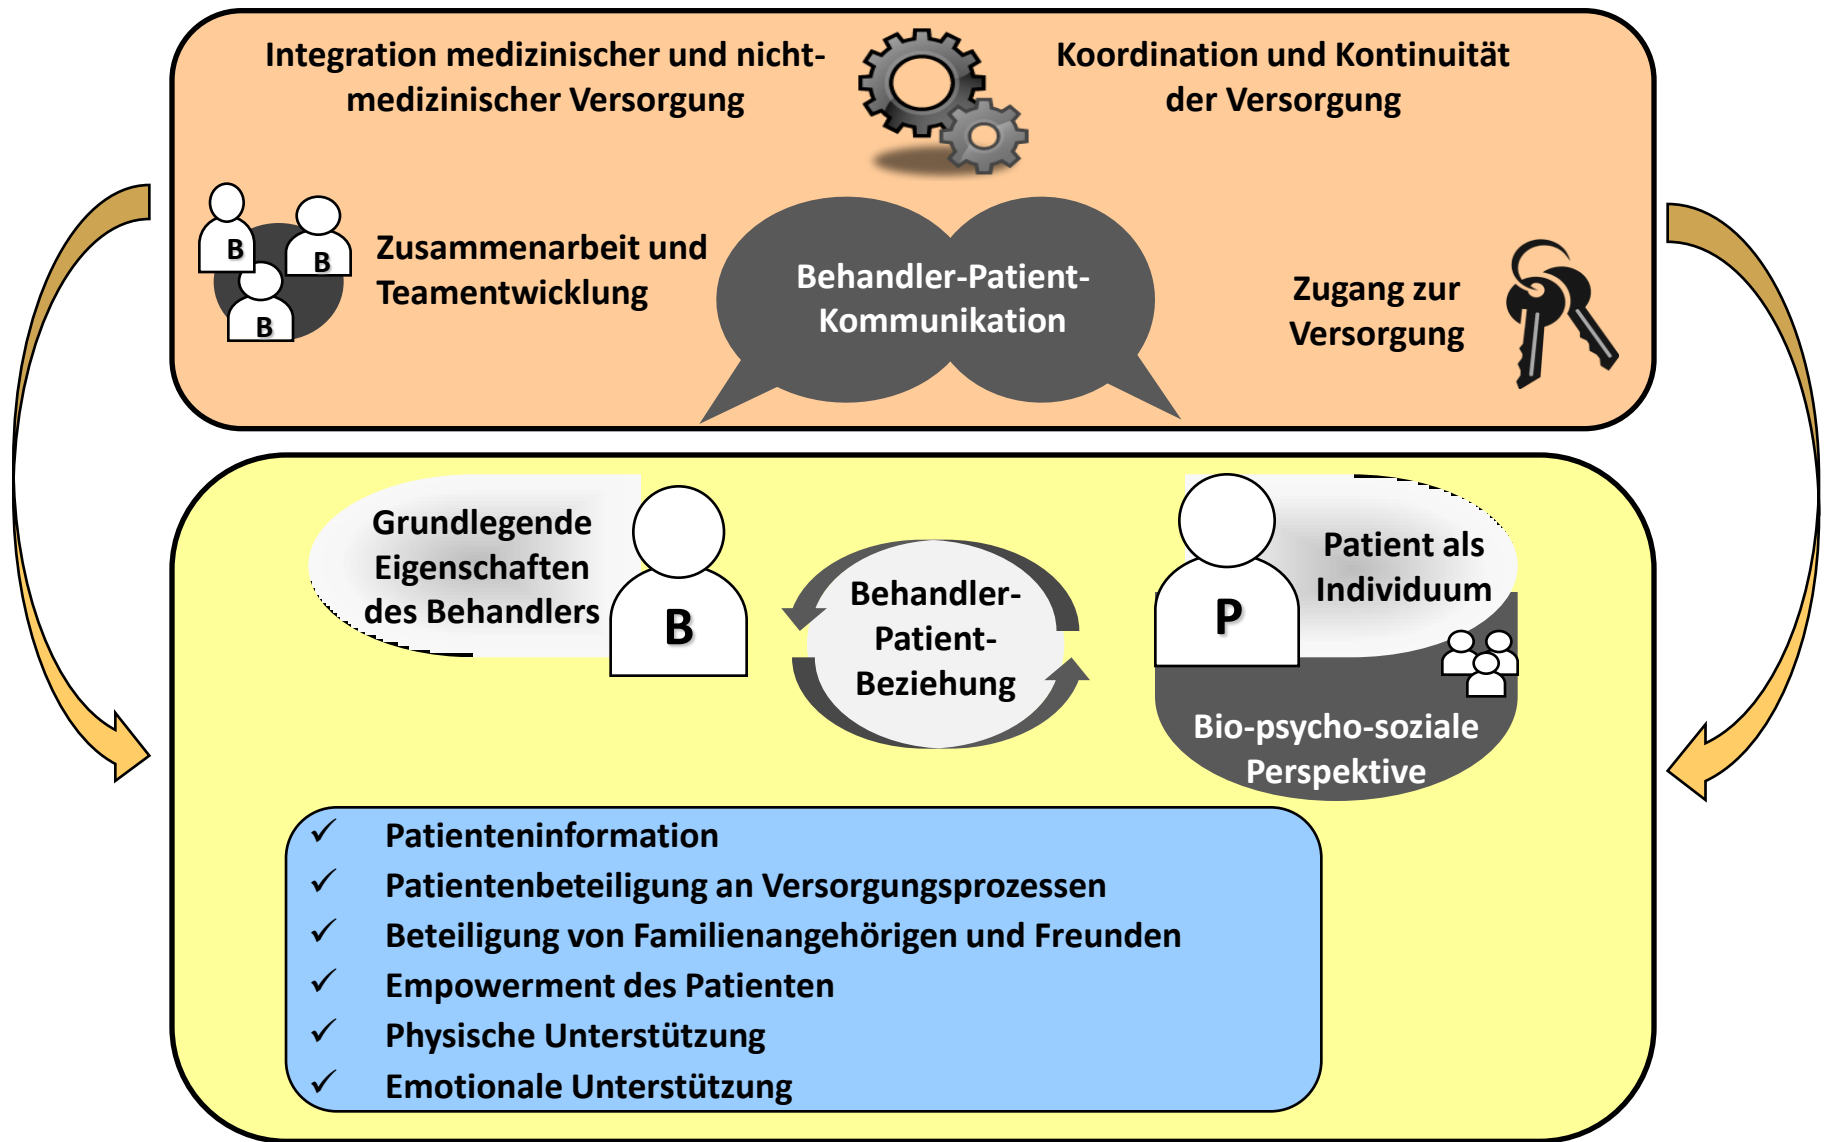 Integration medizinischer und nicht-
medizinischer Versorgung
Koordination und Kontinuität
der Versorgung
B
B
B
Zusammenarbeit und
Teamentwicklung
Behandler-Patient-
Kommunikation
Zugang zur
Versorgung
Grundlegende
Eigenschaften
des Behandlers
B
Behandler-
Patient-
Beziehung
P
Patient als
Individuum
Bio-psycho-soziale
Perspektive
✓ Patienteninformation
✓ Patientenbeteiligung an Versorgungsprozessen
✓ Beteiligung von Familienangehörigen und Freunden
✓ Empowerment des Patienten
✓ Physische Unterstützung
✓ Emotionale Unterstützung